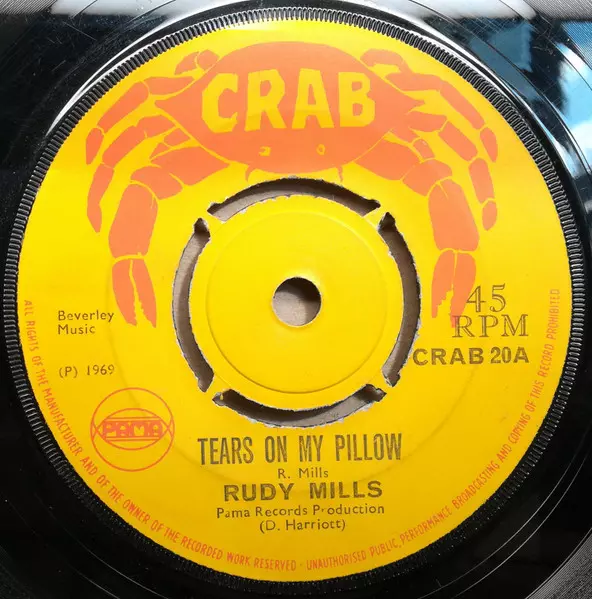 CRAB
45
RPM
CRAB 20A
Beverley
Music
(P) 1969
PAMA
TEARS ON MY PILLOW
R. Mills
RUDY MILLS
Pama Records Production
(D. Harriott)
ALL RIGHTS OF THE MANUFACTURER AND OF THE OWNER OF THE RECORDED WORK RESERVED · UNAUTHORISED PUBLIC, PERFORMANCE, BROADCASTING AND COPYING OF THIS RECORD PROHIBITED